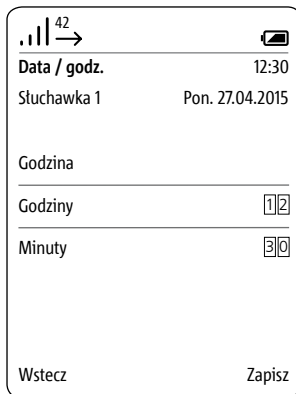 42
Data / godz. 12:30
Słuchawka 1 Pon. 27.04.2015
Godzina
Godziny 12
Minuty 30
Wstecz Zapisz